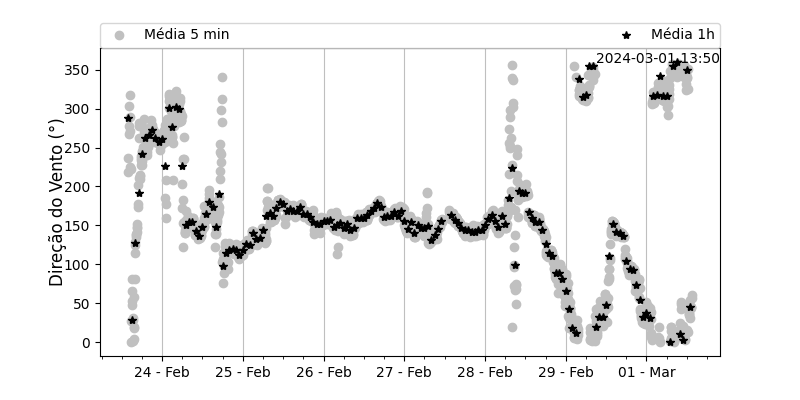 Média 5 min
Média 1h
2024-03-01 13:50
Direção do Vento (°)
350
300
250
200
150
100
50
0
24 - Feb
25 - Feb
26 - Feb
27 - Feb
28 - Feb
29 - Feb
01 - Mar